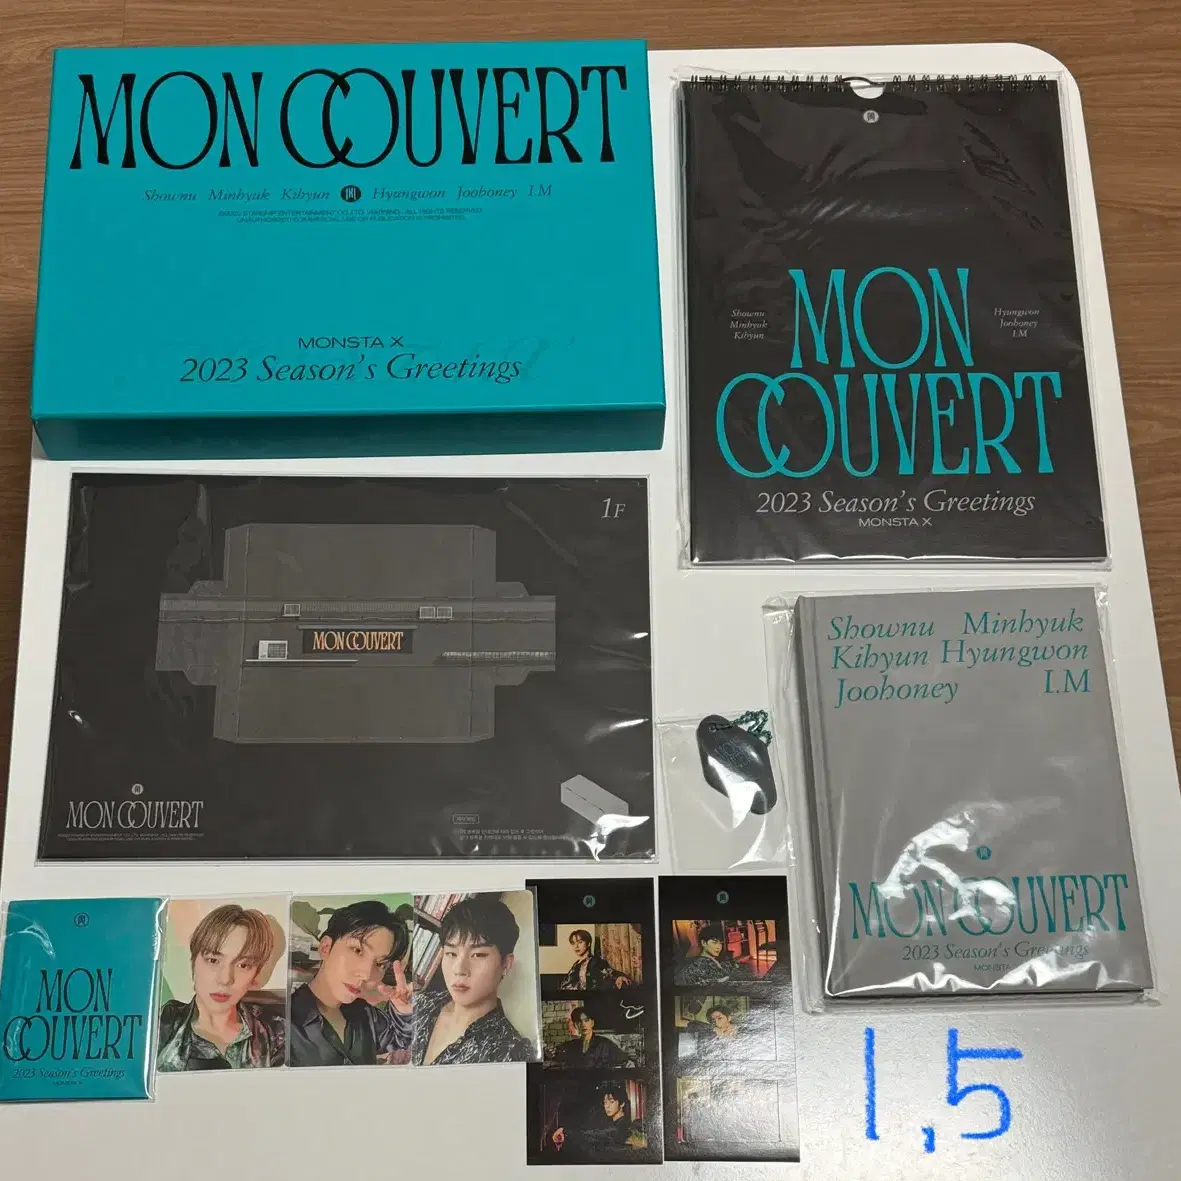 MON COUVERT
Shownu Minhyuk Kihyun Hyungwon Joohoney I.M
MONSTA X
2023 Season's Greetings
Shownu
Minhyuk
Kihyun
Hyungwon
Joohoney
I.M
MON
COUVERT
2023 Season's Greetings
MONSTA X
1F
MON COUVERT
MON COUVERT
Shownu Minhyuk
Kihyun Hyungwon
Joohoney I.M
MON COUVERT
2023 Season's Greetings
MONSTA
MON
COUVERT
2023 Season's Greetings
MONSTA X
1,5